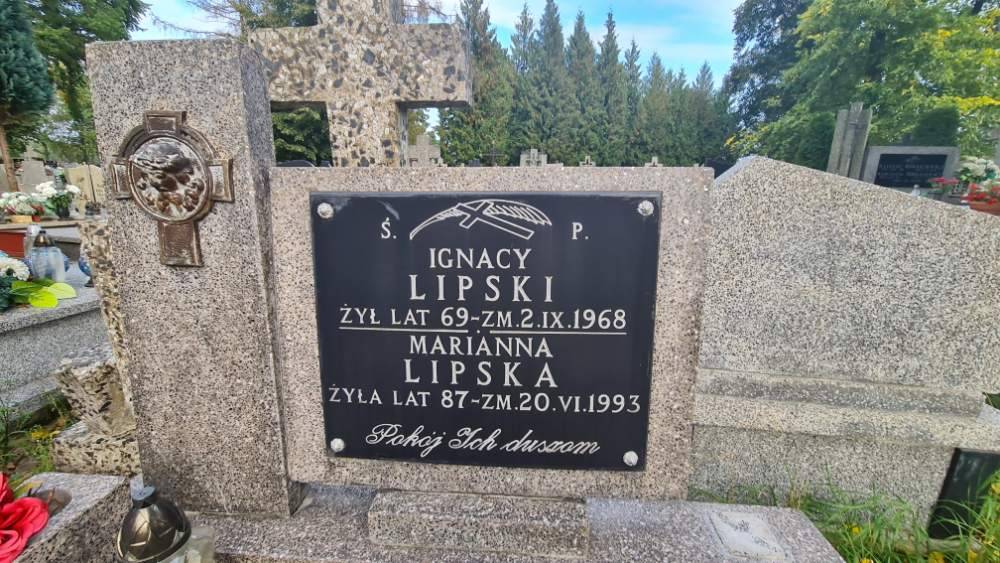 Ś. P.
IGNACY
LIPSKI
ŻYŁ LAT 69-ZM.2.IX.1968
MARIANNA
LIPSKA
ŻYŁA LAT 87-ZM.20.VI.1993
Pokój Ich duszom